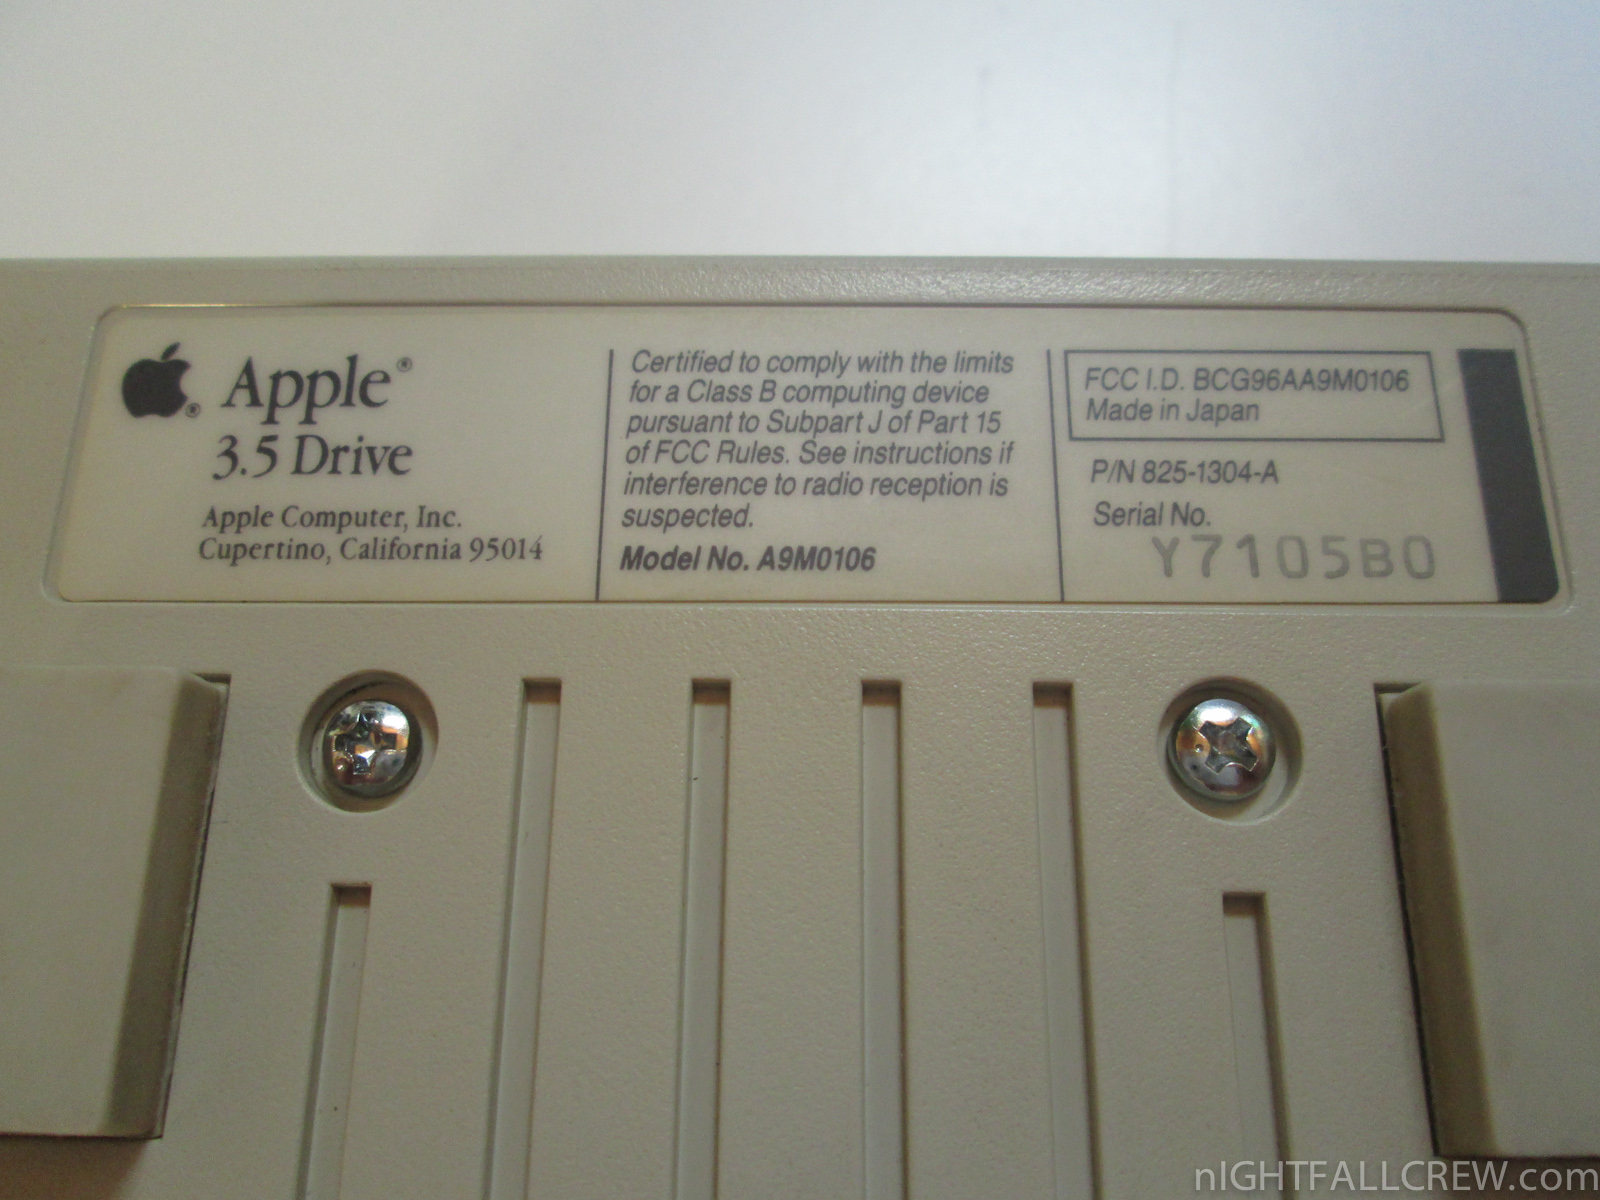 Apple®
3.5 Drive
Apple Computer, Inc.
Cupertino, California 95014
Certified to comply with the limits
for a Class B computing device
pursuant to Subpart J of Part 15
of FCC Rules. See instructions if
interference to radio reception is
suspected.
Model No. A9M0106
FCC I.D. BCG96AA9M0106
Made in Japan
P/N 825-1304-A
Serial No.
Y7105B0
nIGHTFALLCREW.com